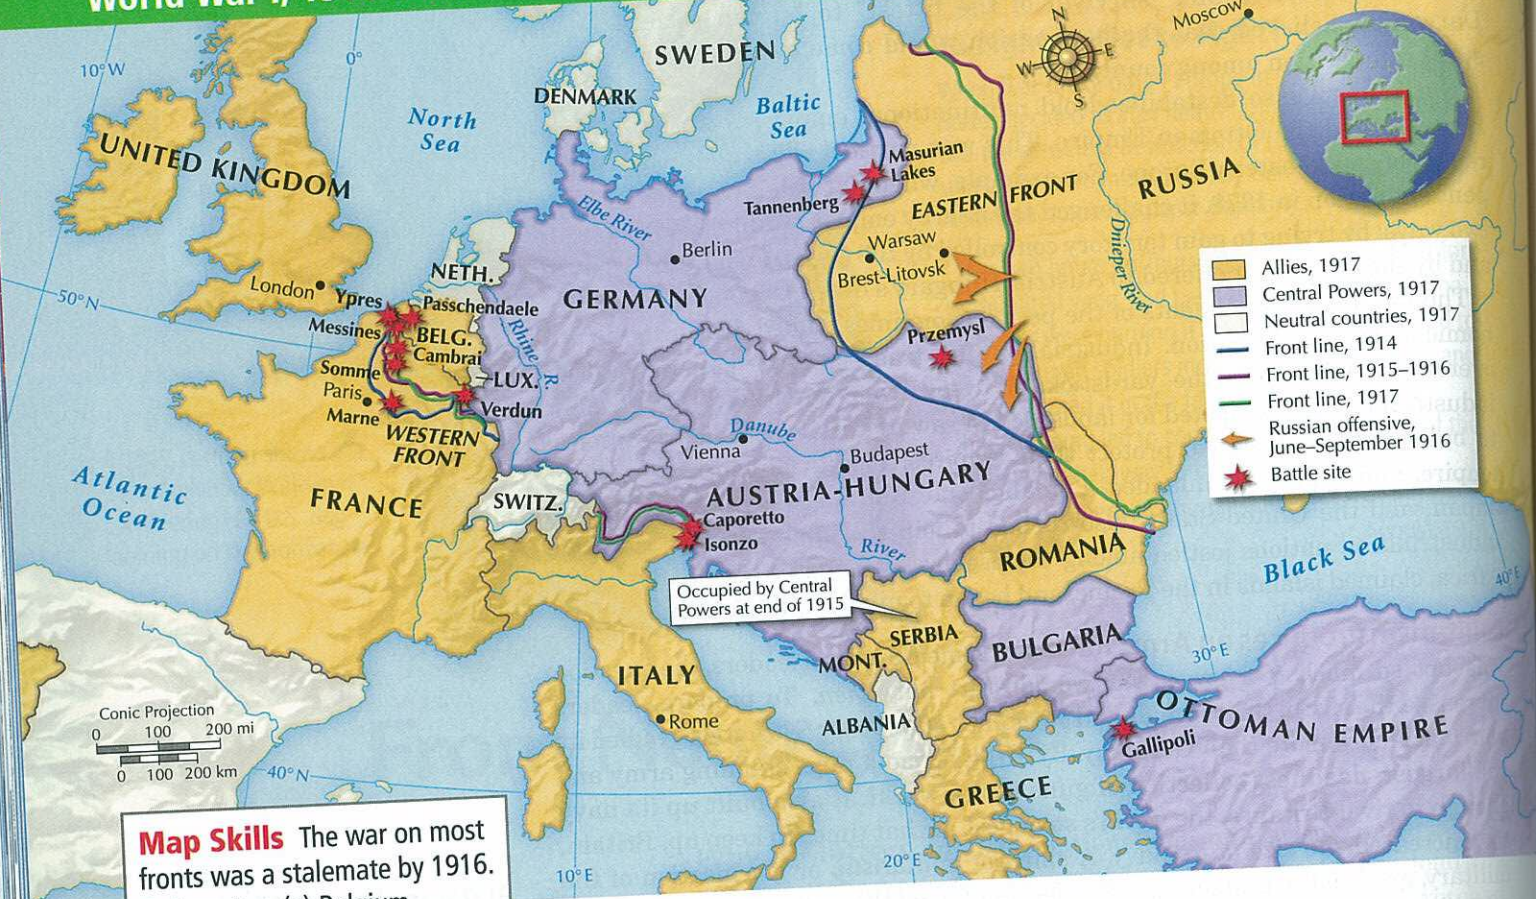 World War I, 
10°W
0°
North
Sea
SWEDEN
DENMARK
Baltic
Sea
N
W
E
S
Moscow
UNITED KINGDOM
Masurian
Lakes
Tannenberg
EASTERN FRONT
RUSSIA
Elbe River
Berlin
Warsaw
Brest-Litovsk
Dnieper River
London
50°N
NETH.
GERMANY
Ypres
Passchendaele
Messines
BELG.
Cambrai
Rhine R.
Przemysl
Somme
LUX.
Paris
Verdun
Marne
WESTERN
FRONT
Danube
Vienna
Budapest
Allies, 1917
Central Powers, 1917
Neutral countries, 1917
Front line, 1914
Front line, 1915–1916
Front line, 1917
Russian offensive,
June–September 1916
Battle site
Atlantic
Ocean
FRANCE
SWITZ.
AUSTRIA-HUNGARY
Caporetto
Isonzo
River
ROMANIA
Black Sea
40°E
Occupied by Central
Powers at end of 1915
SERBIA
BULGARIA
30°E
MONT.
ITALY
Rome
ALBANIA
OTTOMAN EMPIRE
Gallipoli
GREECE
Conic Projection
0 100 200 mi
0 100 200 km
40°N
10°E
20°E
Map Skills The war on most
fronts was a stalemate by 1916.
Belgium